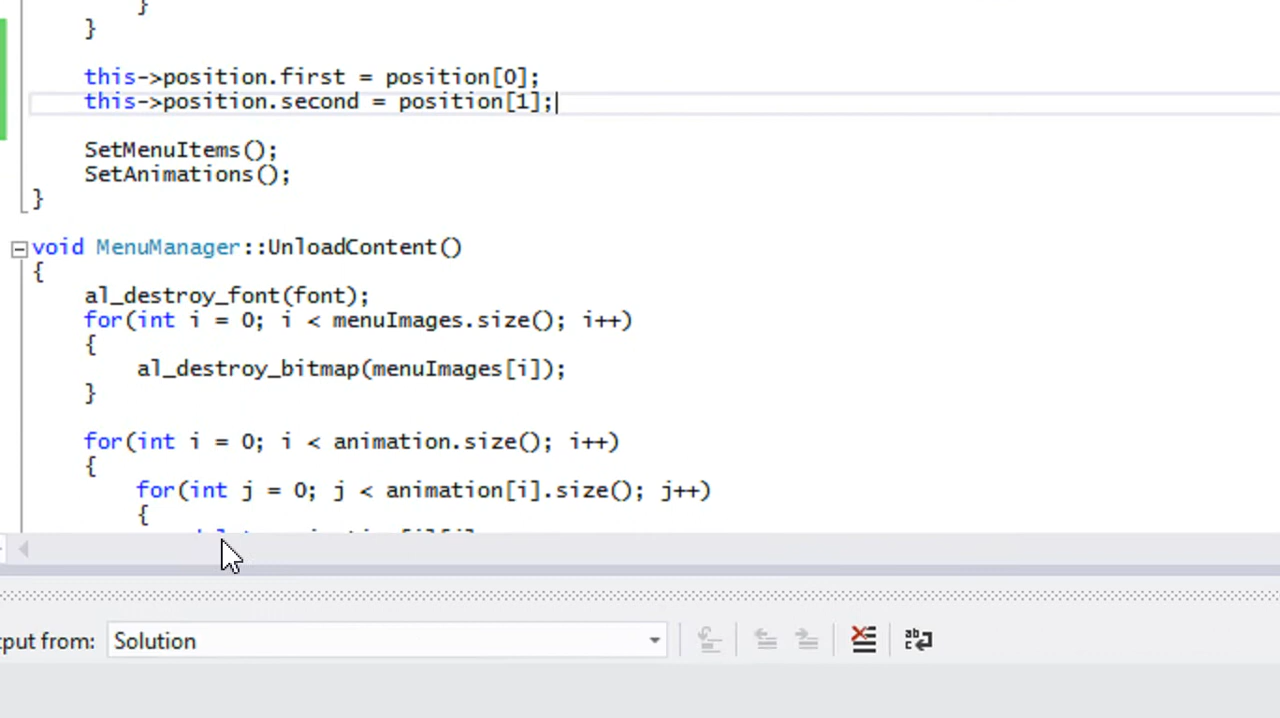 }
}
this->position.first = position[0];
this->position.second = position[1];
SetMenuItems();
SetAnimations();
}
void MenuManager::UnloadContent()
{
al_destroy_font(font);
for(int i = 0; i < menuImages.size(); i++)
{
al_destroy_bitmap(menuImages[i]);
}
for(int i = 0; i < animation.size(); i++)
{
for(int j = 0; j < animation[i].size(); j++)
{
from:
Solution